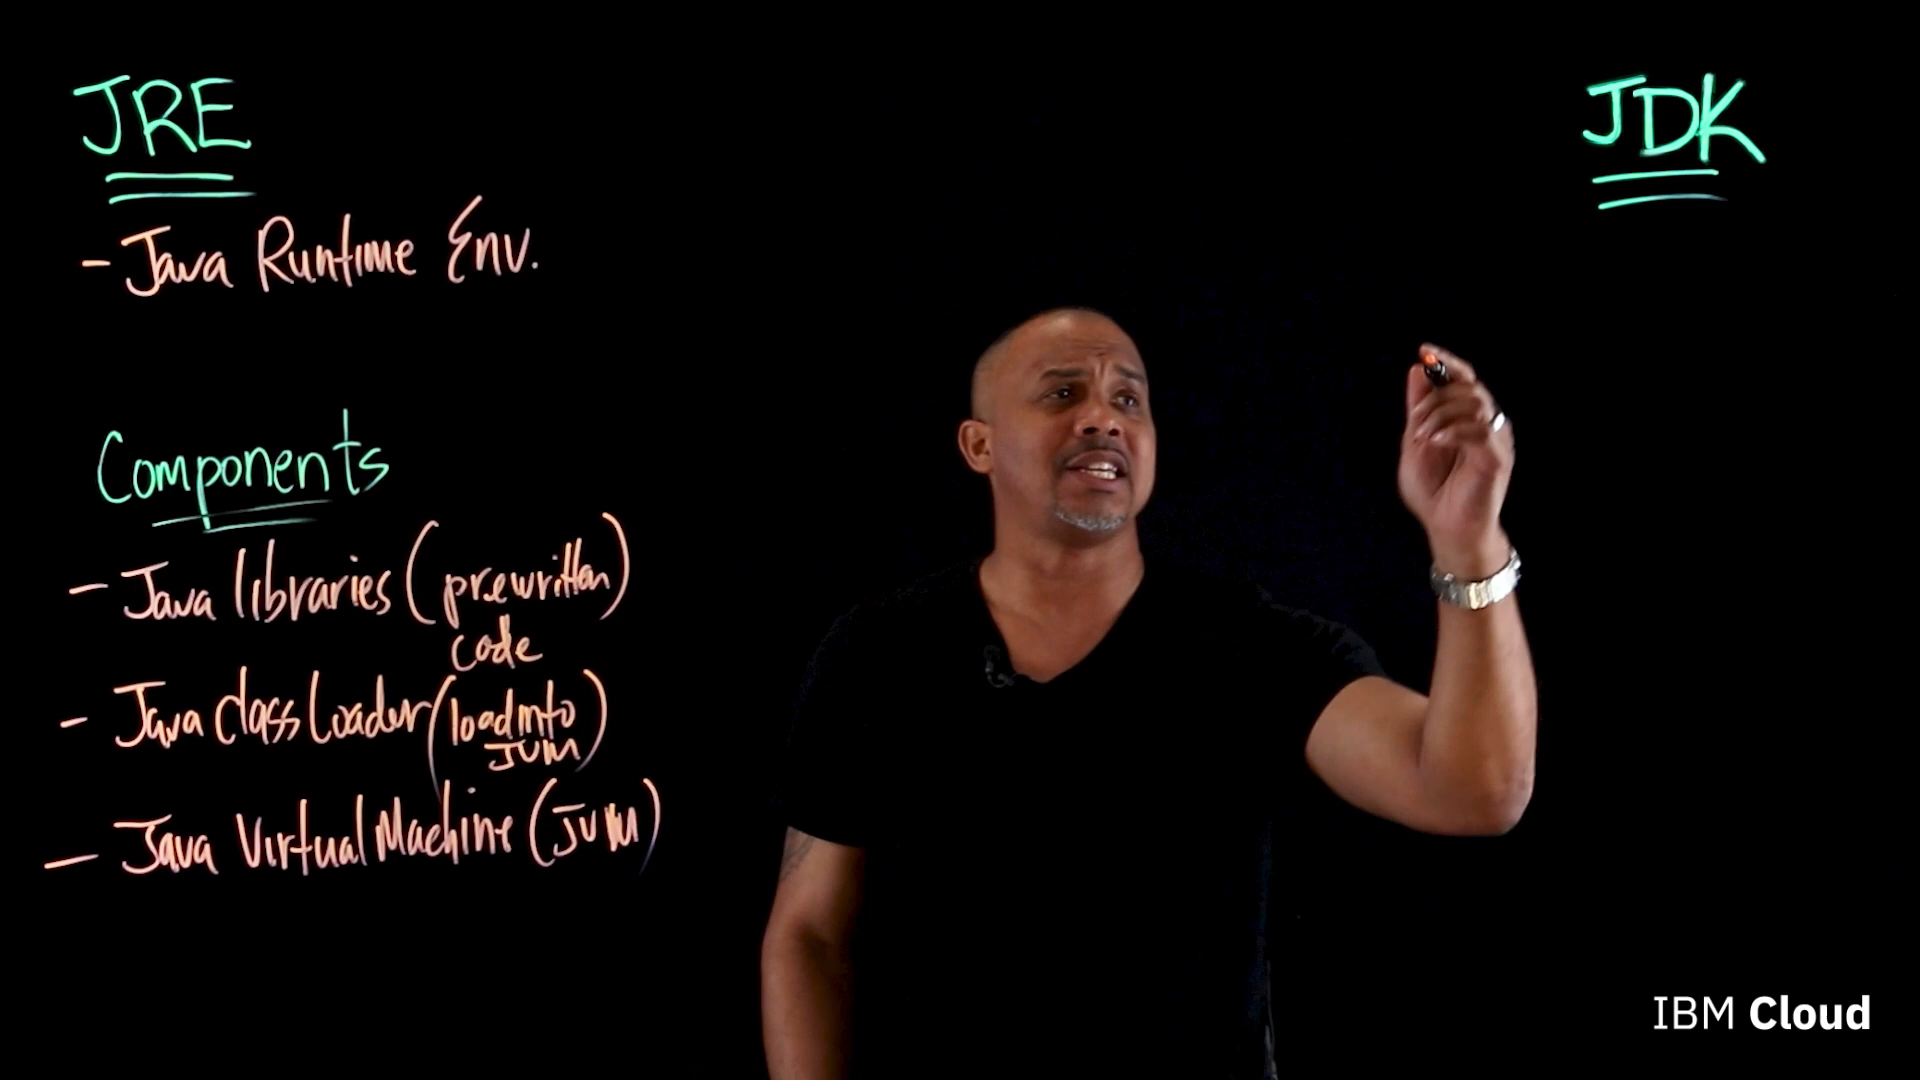 JRE
- Java Runtime Env.
Components
- Java libraries (prewritten)
code
- Java class Loader (load into
JVM)
- Java Virtual Machine (JVM)
JDK
IBM Cloud